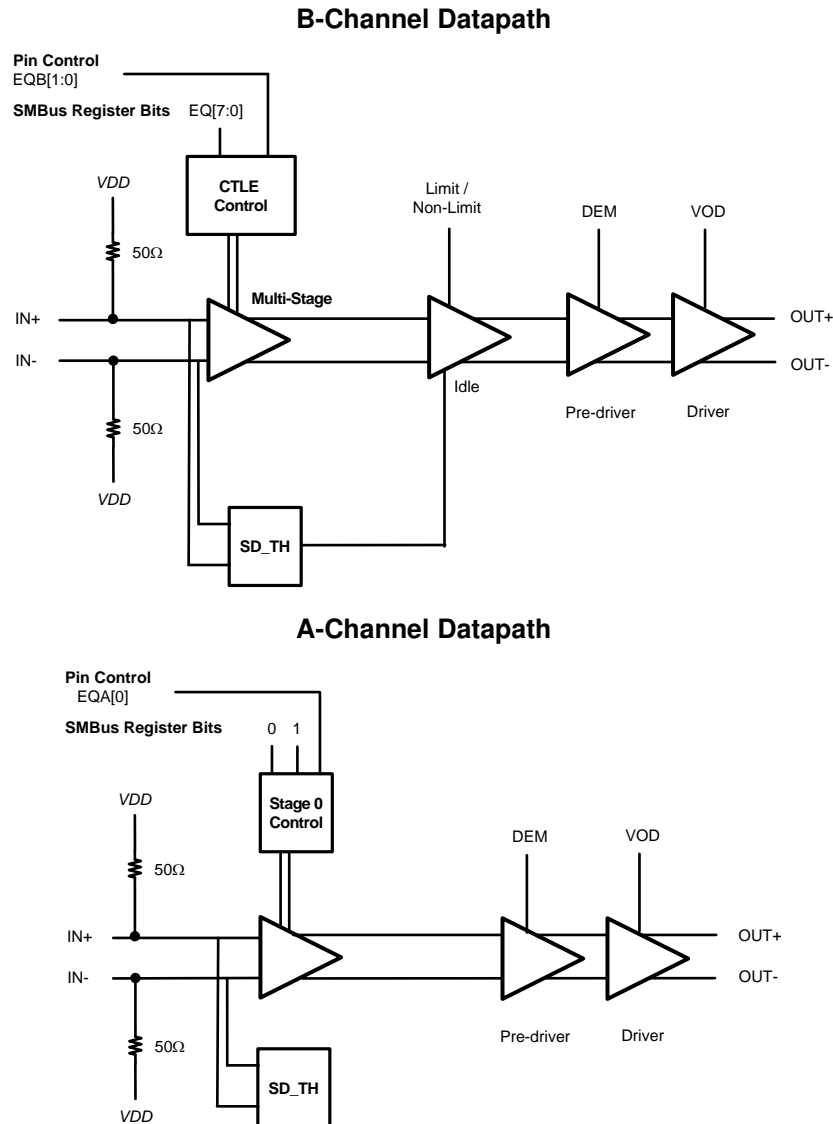 B-Channel Datapath
Pin Control
EQB[1:0]
SMBus Register Bits EQ[7:0]
VDD
CTLE
Control
Limit /
Non-Limit
DEM
VOD
50Ω
Multi-Stage
IN+
OUT+
IN-
OUT-
Idle
50Ω
Pre-driver
Driver
VDD
SD_TH
A-Channel Datapath
Pin Control
EQA[0]
SMBus Register Bits 0 1
VDD
Stage 0
Control
DEM
VOD
50Ω
IN+
OUT+
IN-
OUT-
50Ω
Pre-driver
Driver
SD_TH
VDD